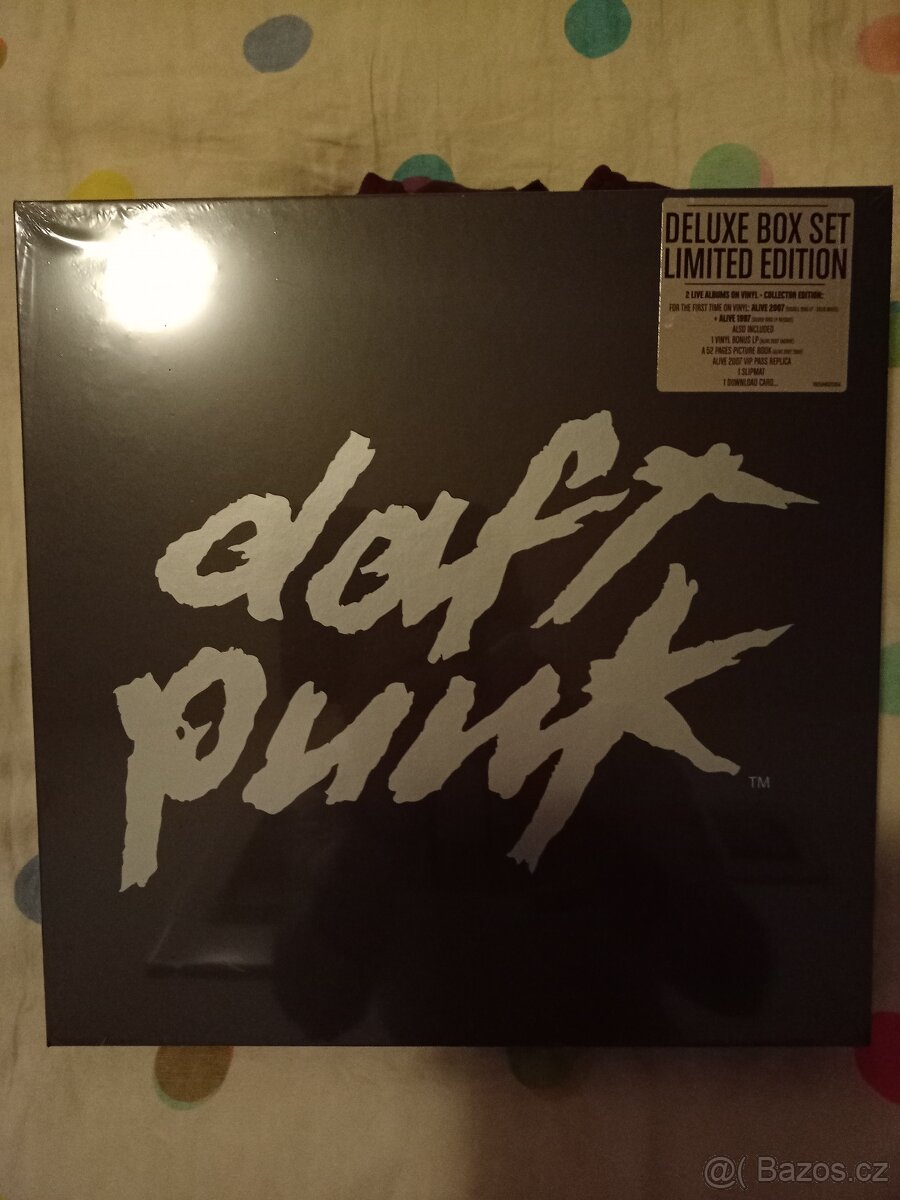 DELUXE BOX SET
LIMITED EDITION
2 LIVE ALBUMS ON VINYL - COLLECTOR EDITION:
FOR THE FIRST TIME ON VINYL: ALIVE 2007
+ ALIVE 1997
ALSO INCLUDED
1 VINYL BONUS LP
A 52 PAGES PICTURE BOOK
ALIVE 2007 VIP PASS REPLICA
1 SLIPMAT
1 DOWNLOAD CARD...
daft
punk
TM
@( Bazos.cz